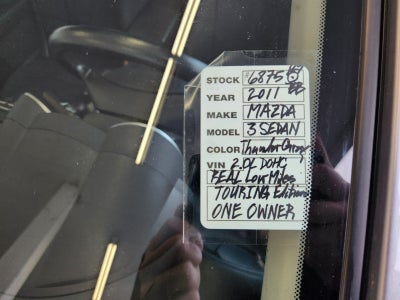 STOCK 6875
YEAR 2011
MAKE MAZDA
MODEL 3 SEDAN
COLOR Thunder Gray
VIN 2.0L DOHC
REAL Low Miles
TOURING Edition
ONE OWNER